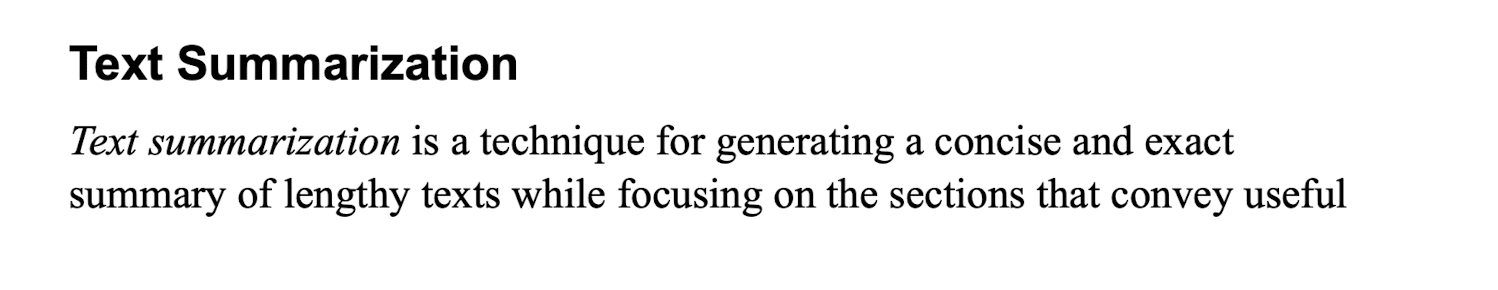 Text Summarization
Text summarization is a technique for generating a concise and exact
summary of lengthy texts while focusing on the sections that convey useful